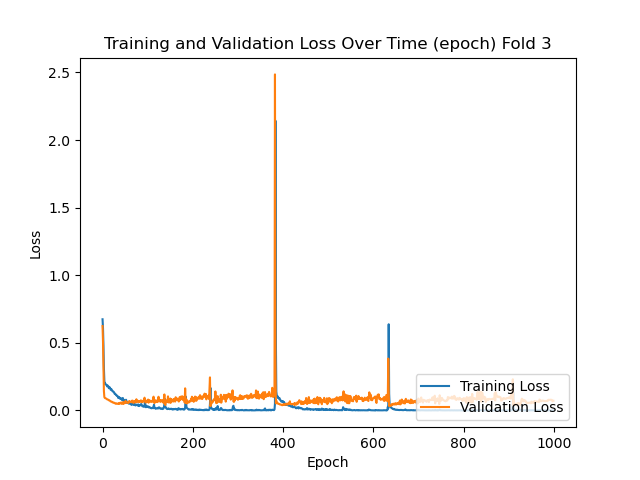 Training and Validation Loss Over Time (epoch) Fold 3
Loss
2.5
2.0
1.5
1.0
0.5
0.0
0
200
400
600
800
1000
Epoch
Training Loss
Validation Loss